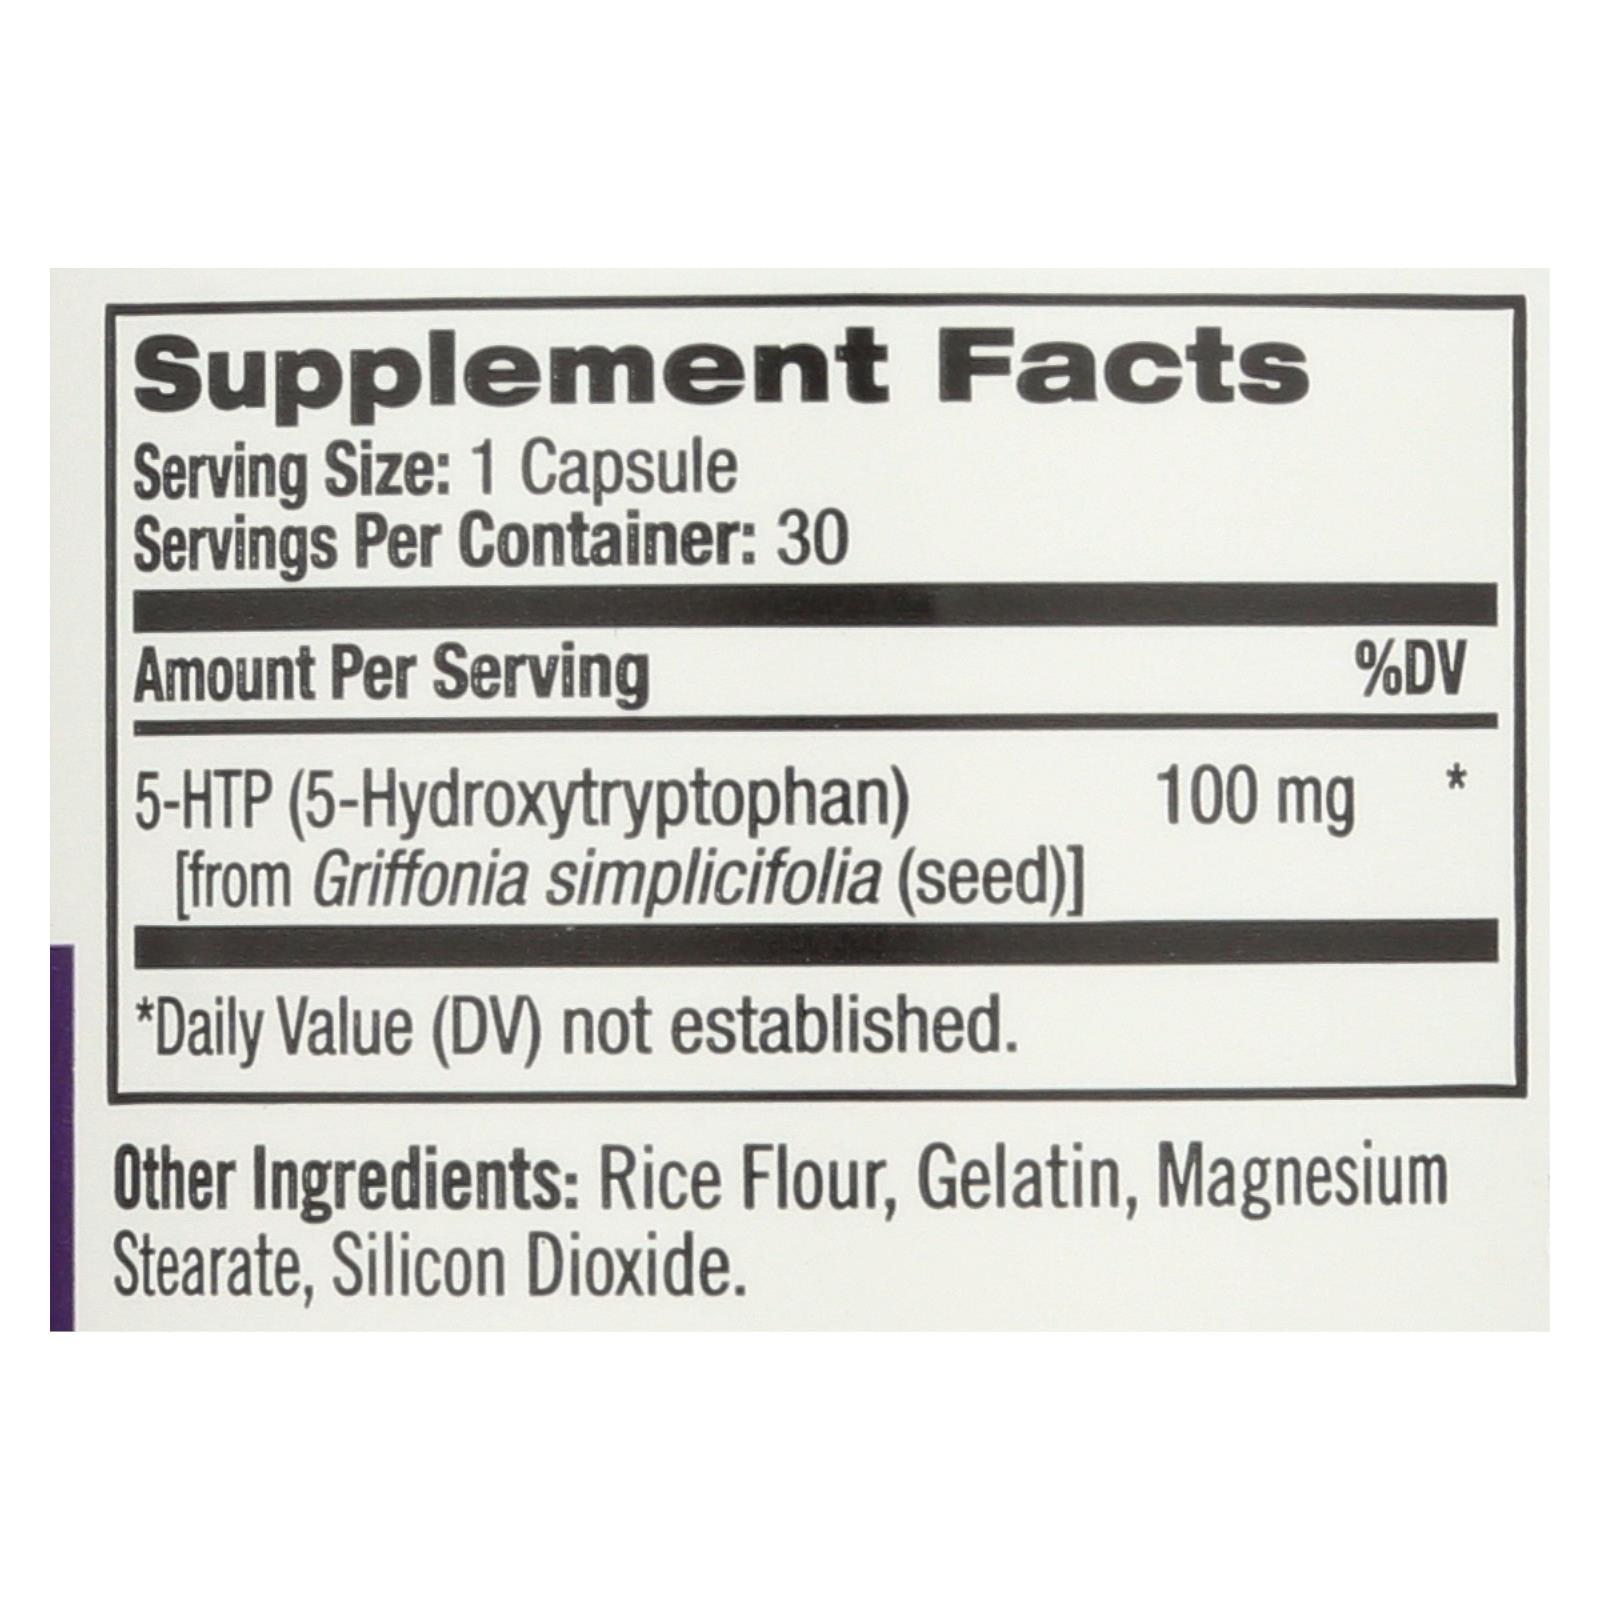 Supplement Facts
Serving Size: 1 Capsule
Servings Per Container: 30
Amount Per Serving %DV
5-HTP (5-Hydroxytryptophan) 100 mg *
[from Griffonia simplicifolia (seed)]
*Daily Value (DV) not established.
Other Ingredients: Rice Flour, Gelatin, Magnesium
Stearate, Silicon Dioxide.